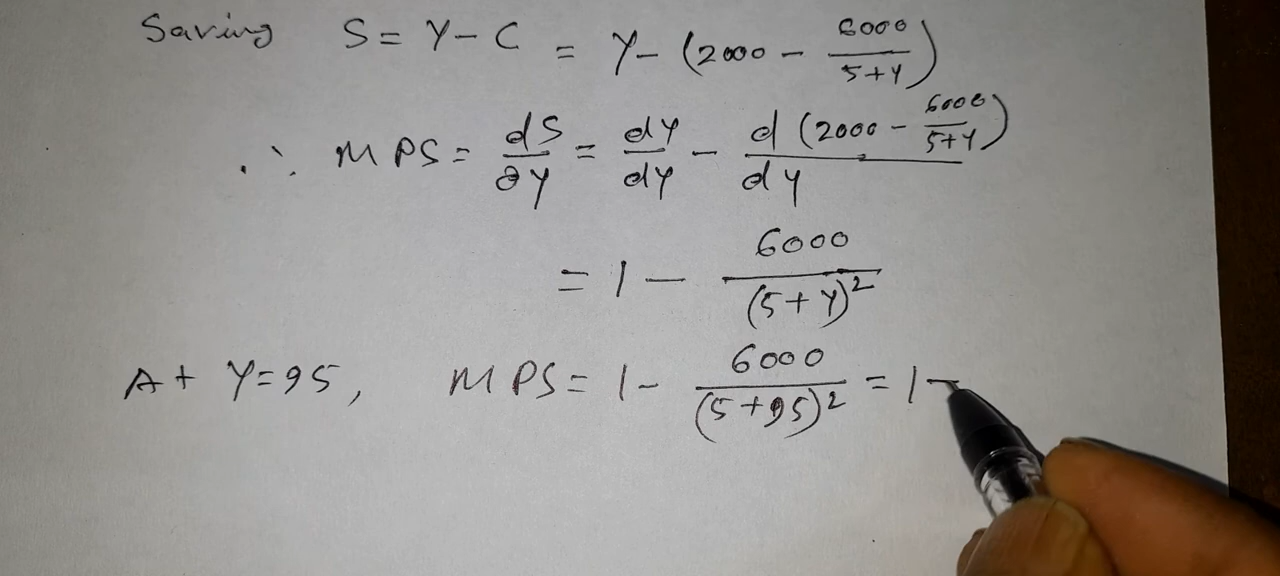 Saving S = Y - C = Y - (2000 - 6000/(5+Y))
∴ MPS = dS/∂Y = dY/dY - d(2000 - 6000/(5+Y))/dY
= 1 - 6000/(5+Y)²
At Y=95, MPS = 1 - 6000/(5+95)² = 1 -